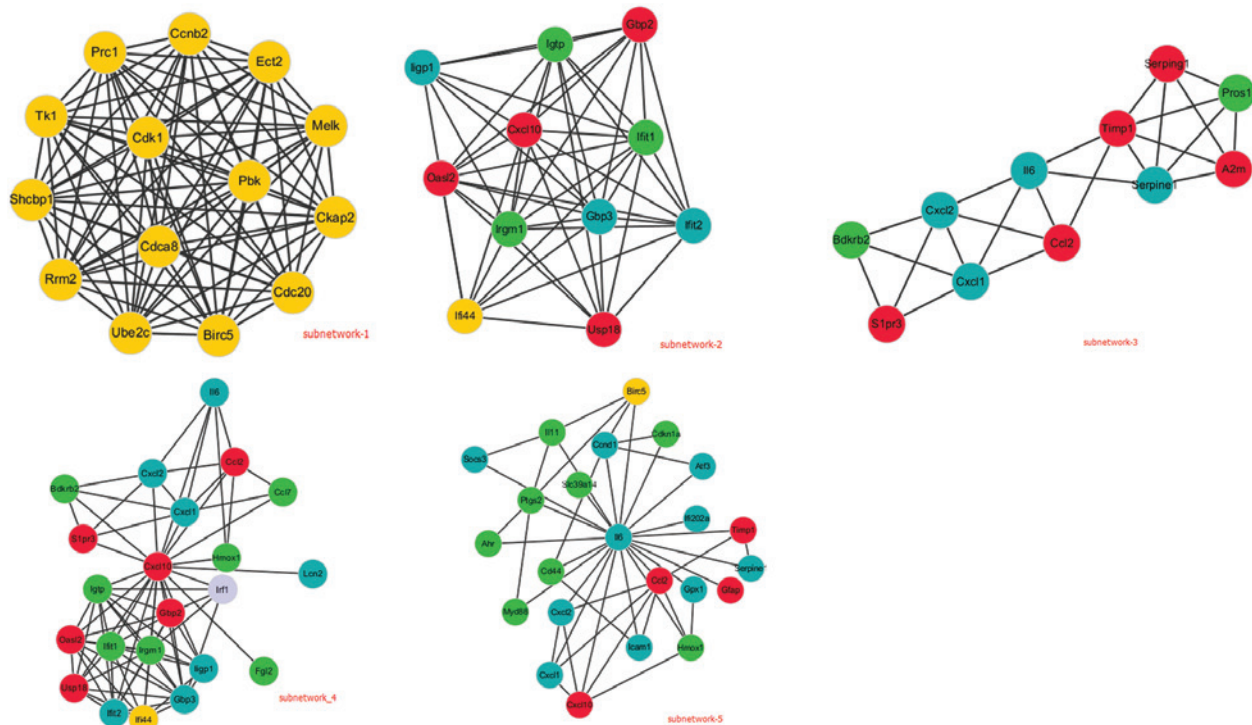 Ccnb2
Prc1
Ect2
Tk1
Cdk1
Melk
Pbk
Shcbp1
Ckap2
Cdca8
Rrm2
Cdc20
Ube2c
Birc5
subnetwork-1
Gbp2
Igtp
Iigp1
Cxcl10
Ifit1
Oasl2
Gbp3
Irgm1
Ifit2
Ifi44
Usp18
subnetwork-2
Serping1
Pros1
Timp1
Il6
A2m
Serpine1
Cxcl2
Bdkrb2
Ccl2
Cxcl1
S1pr3
subnetwork-3
Il6
Ccl2
Cxcl2
Bdkrb2
Ccl7
Cxcl1
S1pr3
Hmox1
Cxcl10
Lcn2
Igtp
Irf1
Gbp2
Oasl2
Ifit1
Irgm1
Iigp1
Fgl2
Usp18
Gbp3
Ifit2
Ifi44
subnetwork_4
Birc5
Il11
Cdkn1a
Ccnd1
Socs3
Atf3
Slc39a14
Ptgs2
Ifi202a
Timp1
Il6
Ahr
Serpine1
Cd44
Ccl2
Gpx1
Gfap
Myd88
Cxcl2
Icam1
Hmox1
Cxcl1
Cxcl10
subnetwork-5